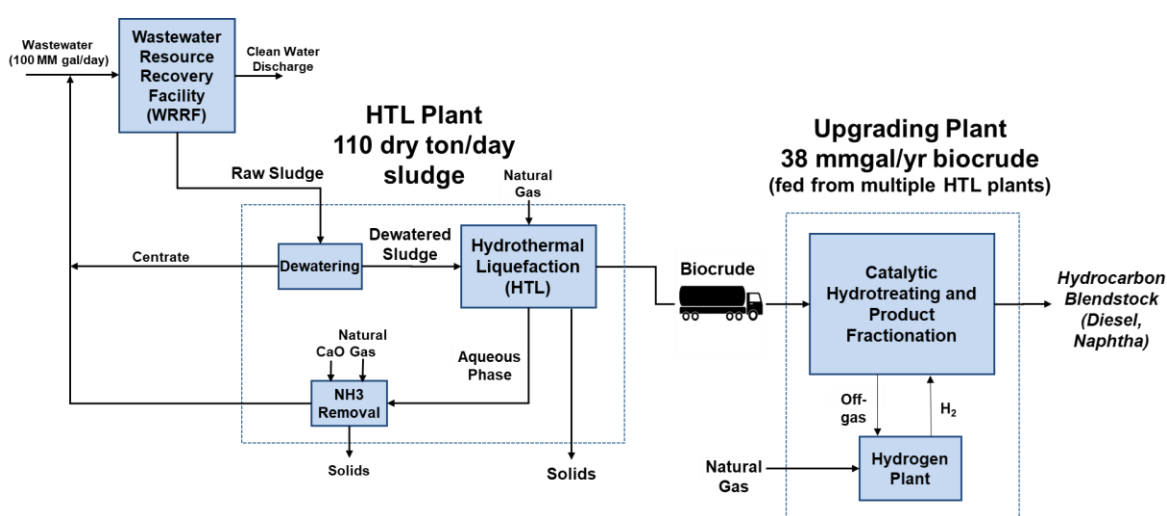 Wastewater
(100 MM gal/day)
Wastewater
Resource
Recovery
Facility
(WRRF)
Clean Water
Discharge
HTL Plant
110 dry ton/day
sludge
Upgrading Plant
38 mmgal/yr biocrude
(fed from multiple HTL plants)
Raw Sludge
Natural
Gas
Centrate
Dewatering
Dewatered
Sludge
Hydrothermal
Liquefaction
(HTL)
Biocrude
Catalytic
Hydrotreating and
Product
Fractionation
Hydrocarbon
Blendstock
(Diesel,
Naphtha)
CaO
Natural
Gas
NH3
Removal
Aqueous
Phase
Solids
Solids
Off-
gas
H₂
Natural
Gas
Hydrogen
Plant